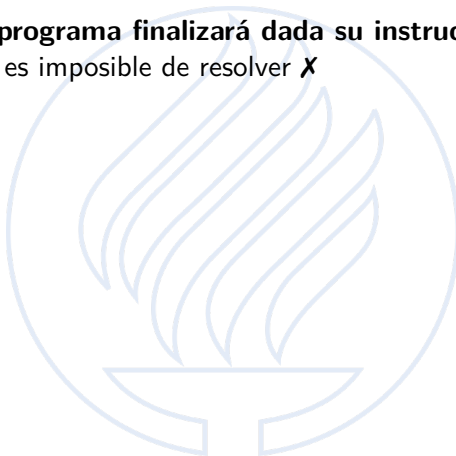 programa finalizará dada su instruc
es imposible de resolver ✗